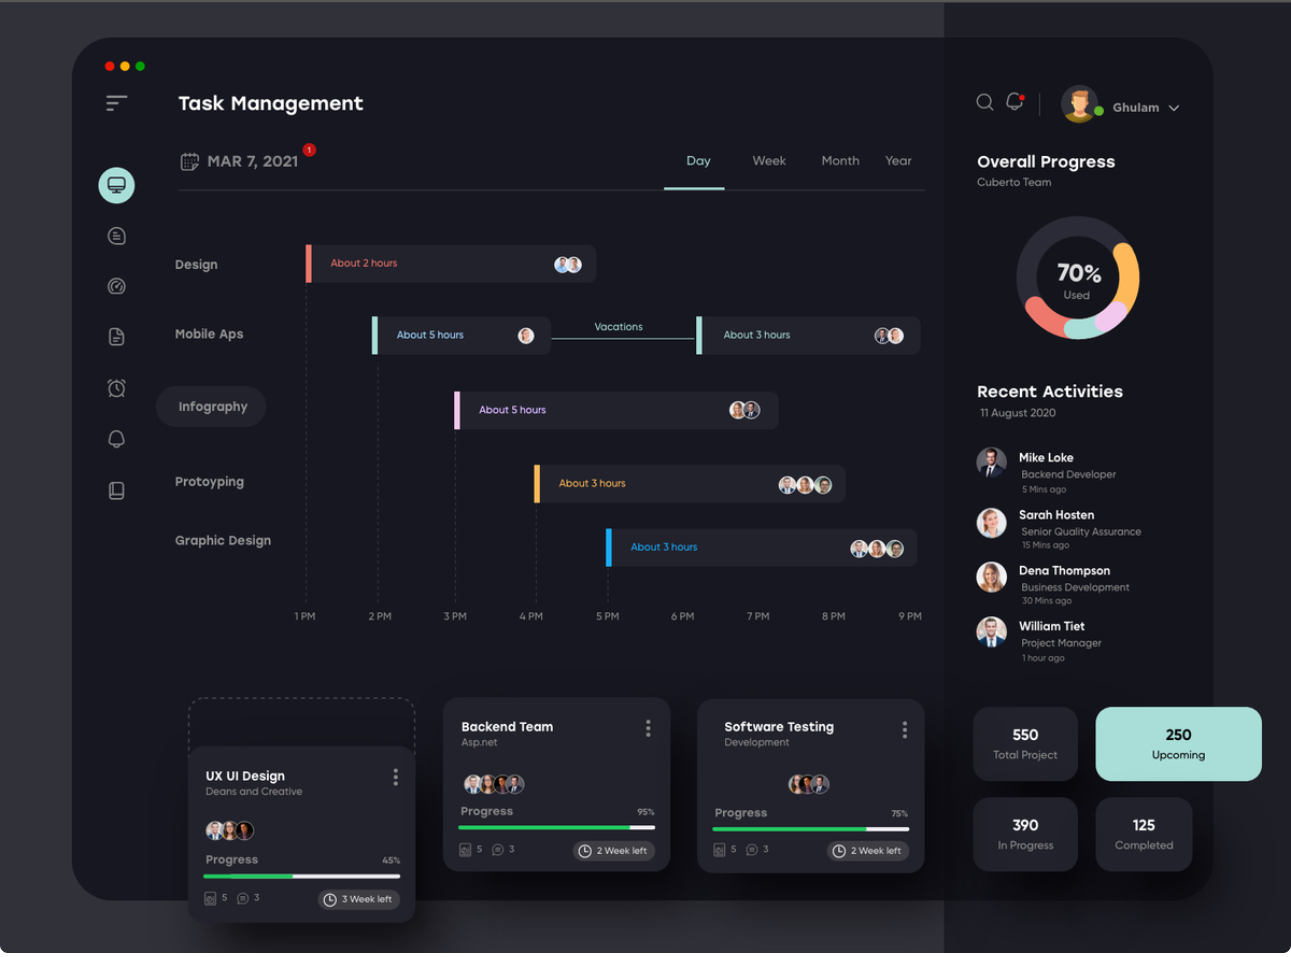 Task Management
Ghulam
MAR 7, 2021
1
Day
Week
Month
Year
Design
About 2 hours
Mobile Aps
About 5 hours
Vacations
About 3 hours
Infography
About 5 hours
Protoyping
About 3 hours
Graphic Design
About 3 hours
1 PM
2 PM
3 PM
4 PM
5 PM
6 PM
7 PM
8 PM
9 PM
Overall Progress
Cuberto Team
70%
Used
Recent Activities
11 August 2020
Mike Loke
Backend Developer
5 Mins ago
Sarah Hosten
Senior Quality Assurance
15 Mins ago
Dena Thompson
Business Development
30 Mins ago
William Tiet
Project Manager
1 hour ago
UX UI Design
Deans and Creative
Progress
45%
5
3
3 Week left
Backend Team
Asp.net
Progress
95%
5
3
2 Week left
Software Testing
Development
Progress
75%
5
3
2 Week left
550
Total Project
250
Upcoming
390
In Progress
125
Completed